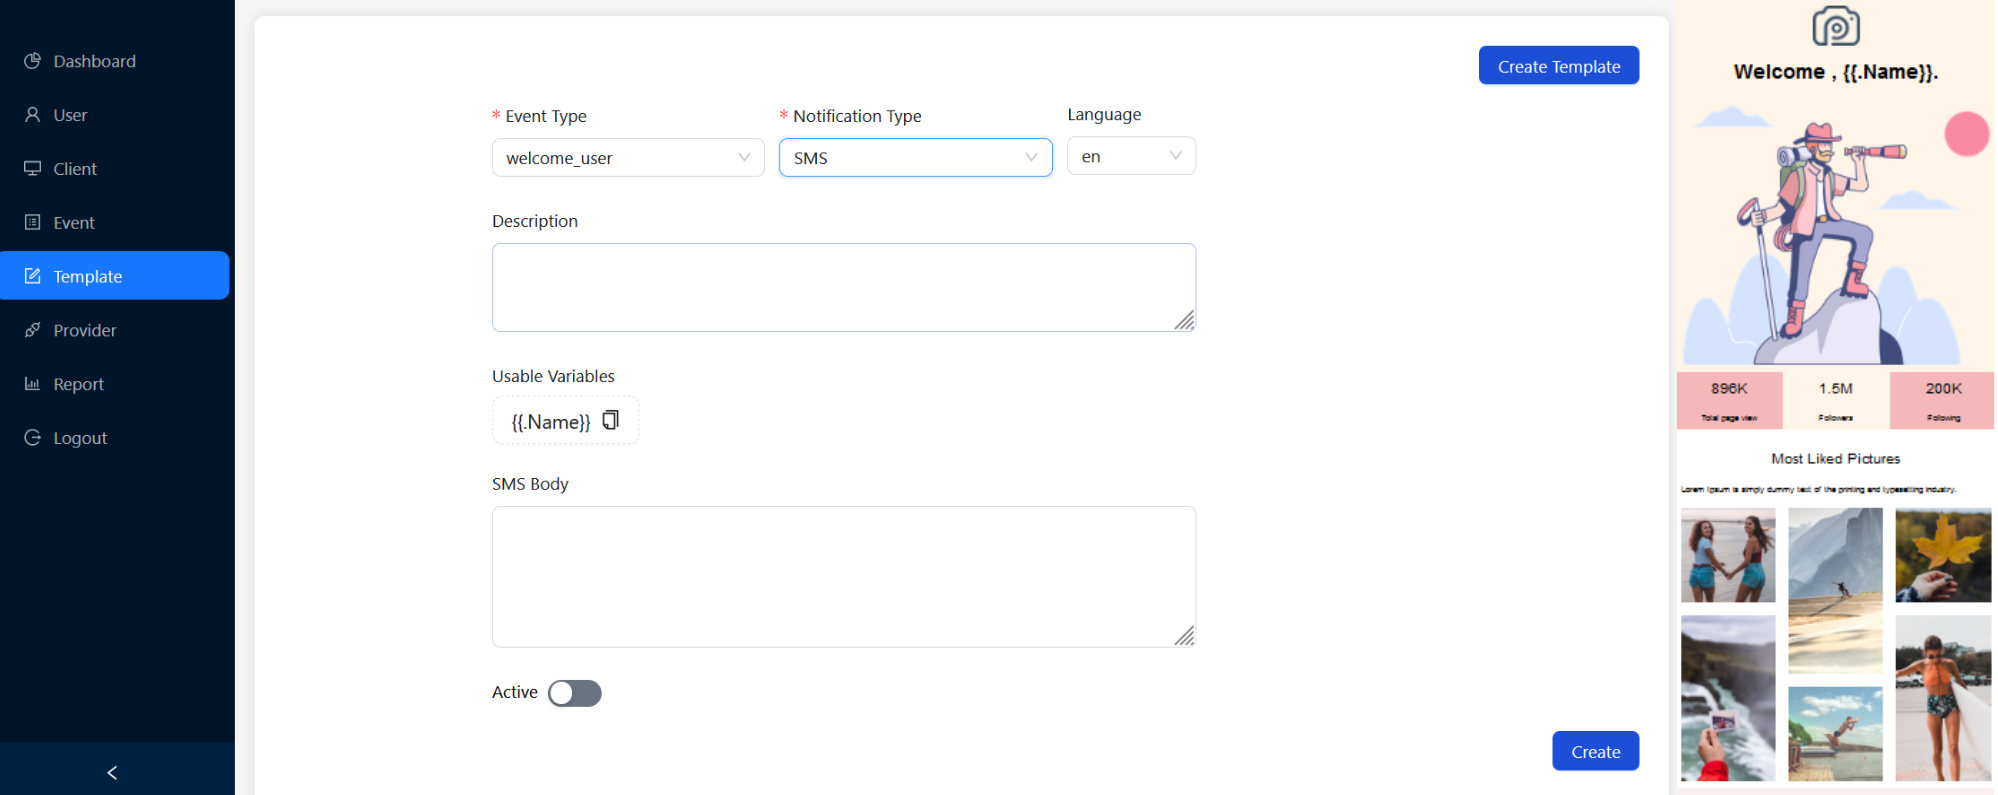 Dashboard
User
Client
Event
Template
Provider
Report
Logout
Create Template
* Event Type
* Notification Type
Language
welcome_user
SMS
en
Description
Usable Variables
{{.Name}}
SMS Body
Active
Create
Welcome , {{.Name}}.
896K
1.5M
200K
Total page view
Followers
Following
Most Liked Pictures
Lorem Ipsum is simply dummy text of the printing and typesetting industry.